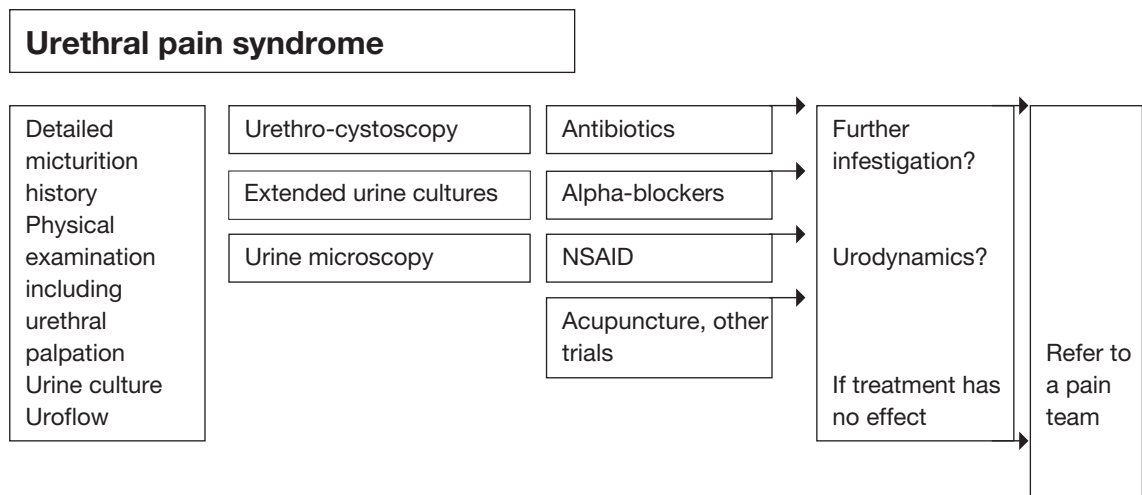 Urethral pain syndrome
Detailed
micturition
history
Physical
examination
including
urethral
palpation
Urine culture
Uroflow
Urethro-cystoscopy
Extended urine cultures
Urine microscopy
Antibiotics
Alpha-blockers
NSAID
Acupuncture, other
trials
Further
infestigation?
Urodynamics?
If treatment has
no effect
Refer to
a pain
team